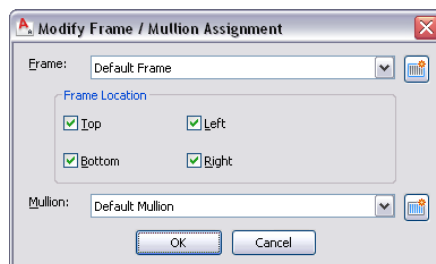 Modify Frame / Mullion Assignment
Frame: Default Frame
Frame Location
Top Left
Bottom Right
Mullion: Default Mullion
OK Cancel